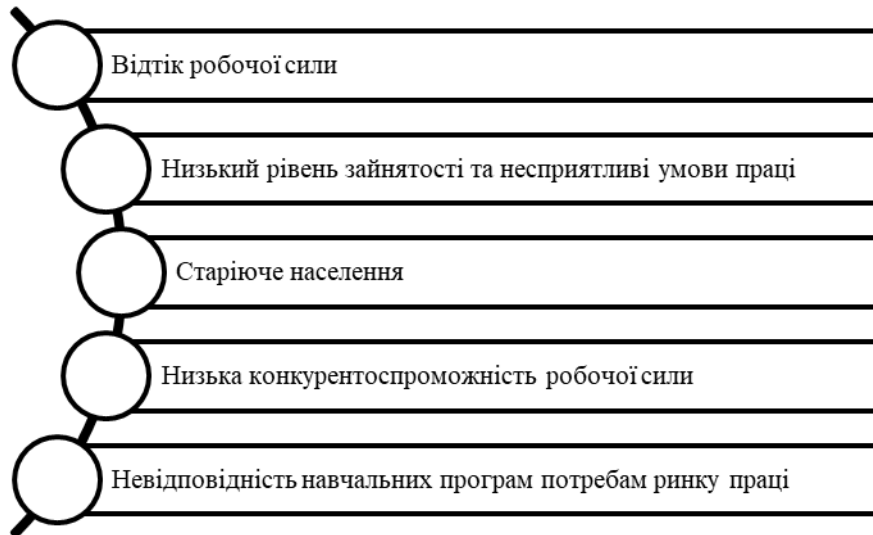 Відтік робочої сили
Низький рівень зайнятості та несприятливі умови праці
Старіюче населення
Низька конкурентоспроможність робочої сили
Невідповідність навчальних програм потребам ринку праці